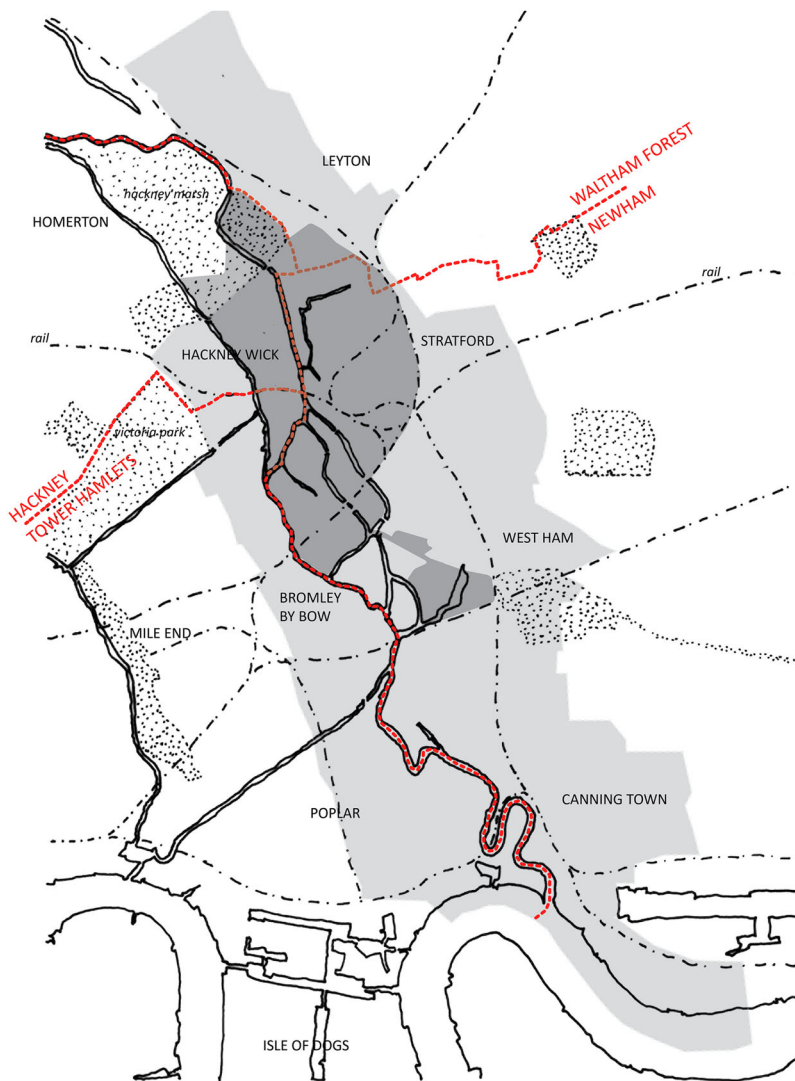 LEYTON
WALTHAM FOREST
NEWHAM
hackney marsh
HOMERTON
rail
rail
STRATFORD
HACKNEY WICK
victoria park
HACKNEY
TOWER HAMLETS
WEST HAM
BROMLEY
BY BOW
MILE END
CANNING TOWN
POPLAR
ISLE OF DOGS